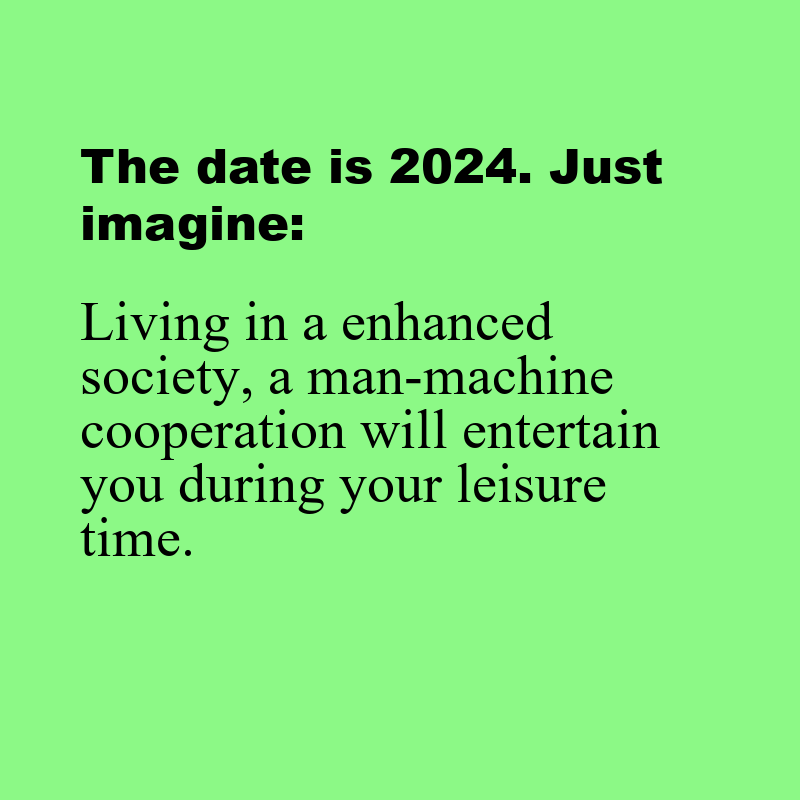 The date is 2024. Just
imagine:
Living in a enhanced
society, a man-machine
cooperation will entertain
you during your leisure
time.